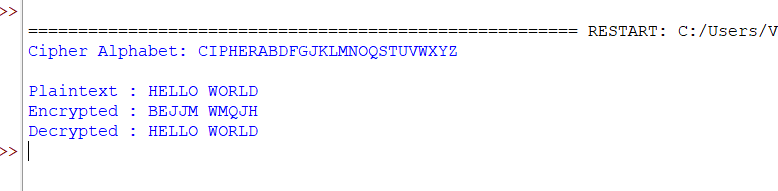 >>
======================================================= RESTART: C:/Users/V
Cipher Alphabet: CIPHERABDFGJKLMNOQSTUVWXYZ
Plaintext : HELLO WORLD
Encrypted : BEJJM WMQJH
Decrypted : HELLO WORLD
>>